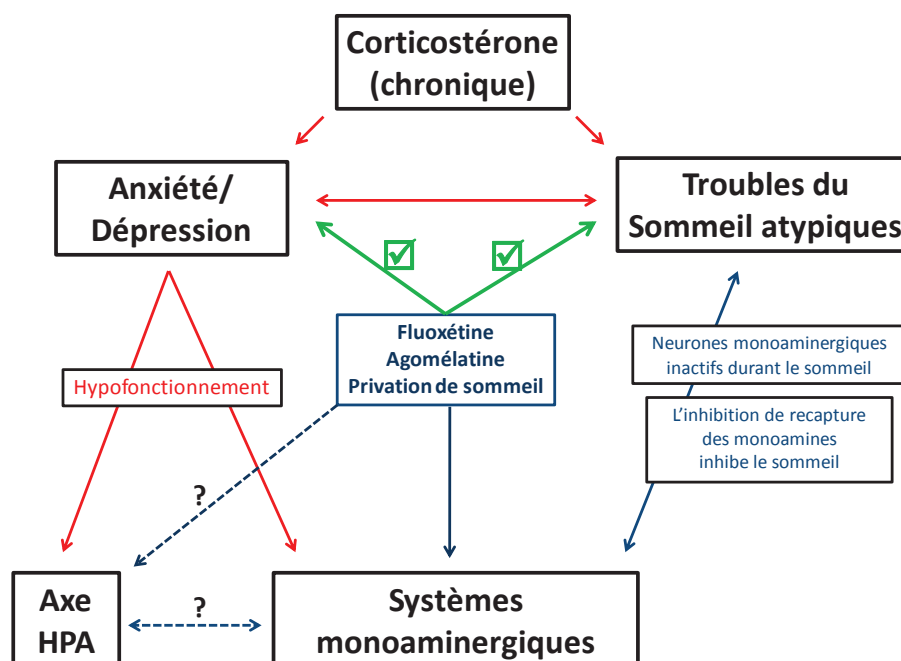 Corticostérone
(chronique)
Anxiété/
Dépression
Troubles du
Sommeil atypiques
Fluoxétine
Agomélatine
Privation de sommeil
Neurones monoaminergiques
inactifs durant le sommeil
Hypofonctionnement
L'inhibition de recapture
des monoamines
inhibe le sommeil
?
?
Axe
HPA
Systèmes
monoaminergiques